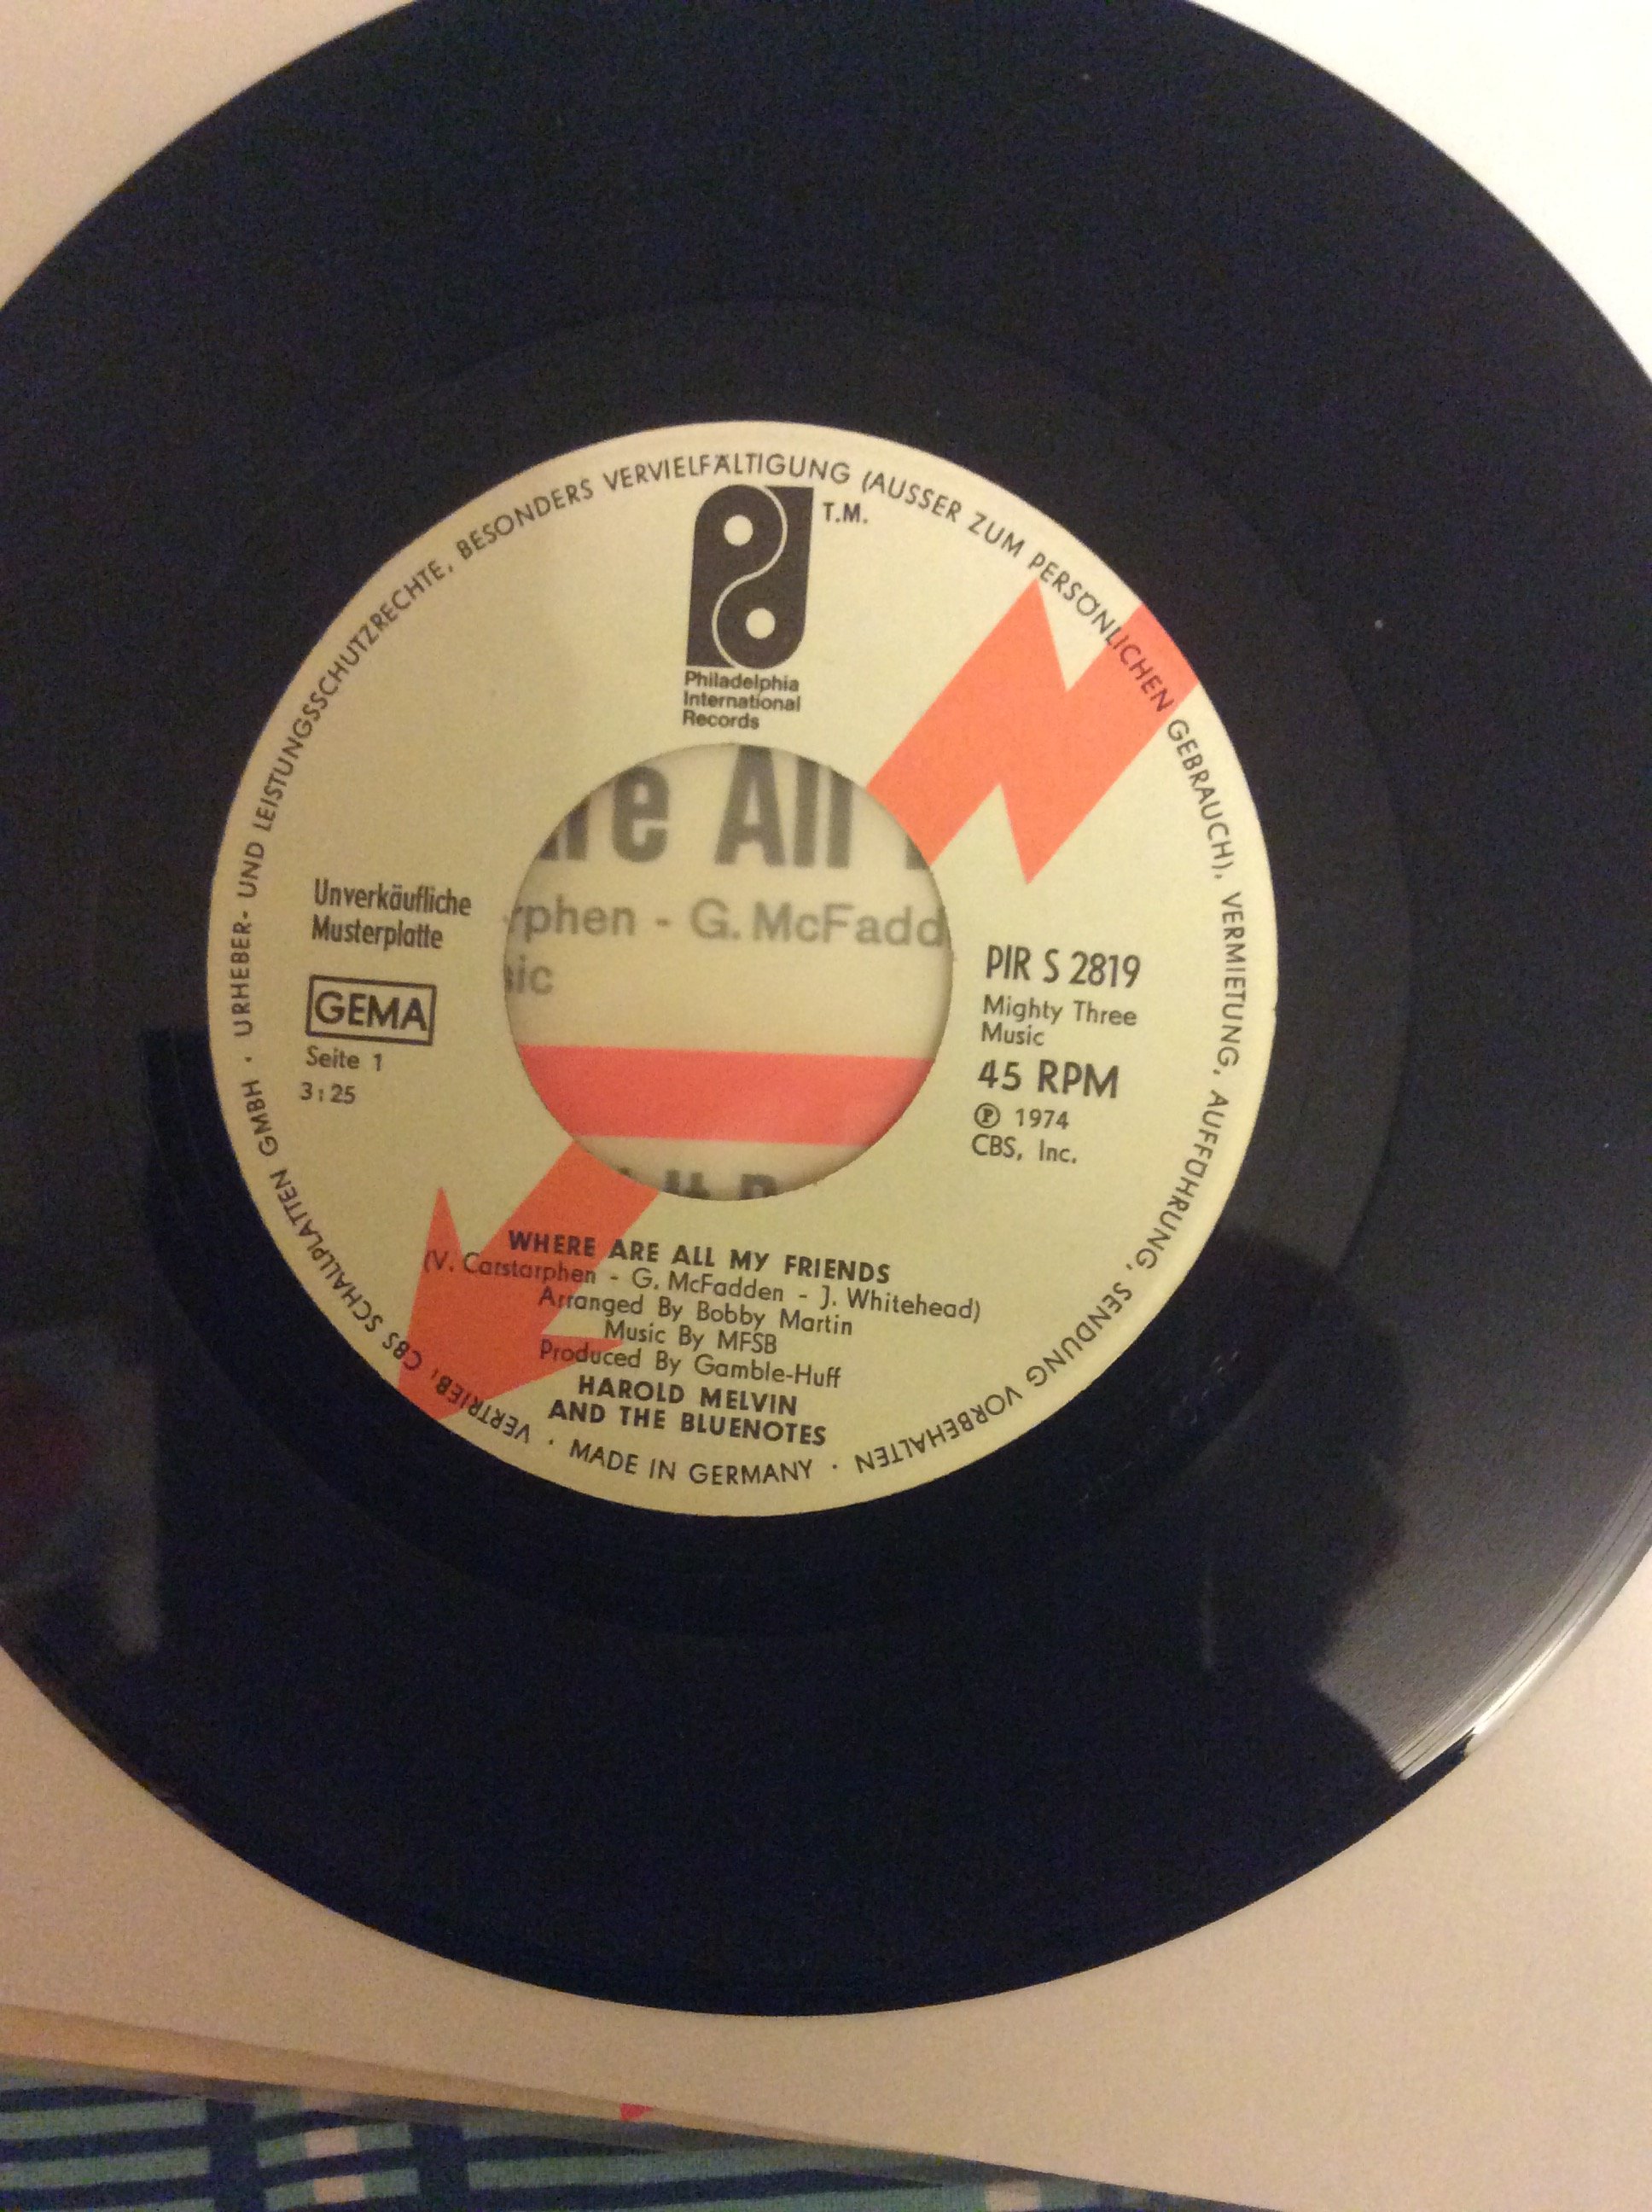 URHEBER- UND LEISTUNGSSCHUTZRECHTE, BESONDERS VERVIELFÄLTIGUNG (AUSSER ZUM PERSÖNLICHEN GEBRAUCH), VERMIETUNG, AUFFÜHRUNG, SENDUNG VORBEHALTEN · MADE IN GERMANY · VERTRIEB: CBS SCHALLPLATTEN GMBH ·
T.M.
Philadelphia
International
Records
All
G. McFadd
Unverkäufliche
Musterplatte
GEMA
Seite 1
3:25
PIR S 2819
Mighty Three
Music
45 RPM
Ⓟ 1974
CBS, Inc.
WHERE ARE ALL MY FRIENDS
(V. Carstarphen - G. McFadden - J. Whitehead)
Arranged By Bobby Martin
Music By MFSB
Produced By Gamble-Huff
HAROLD MELVIN
AND THE BLUENOTES